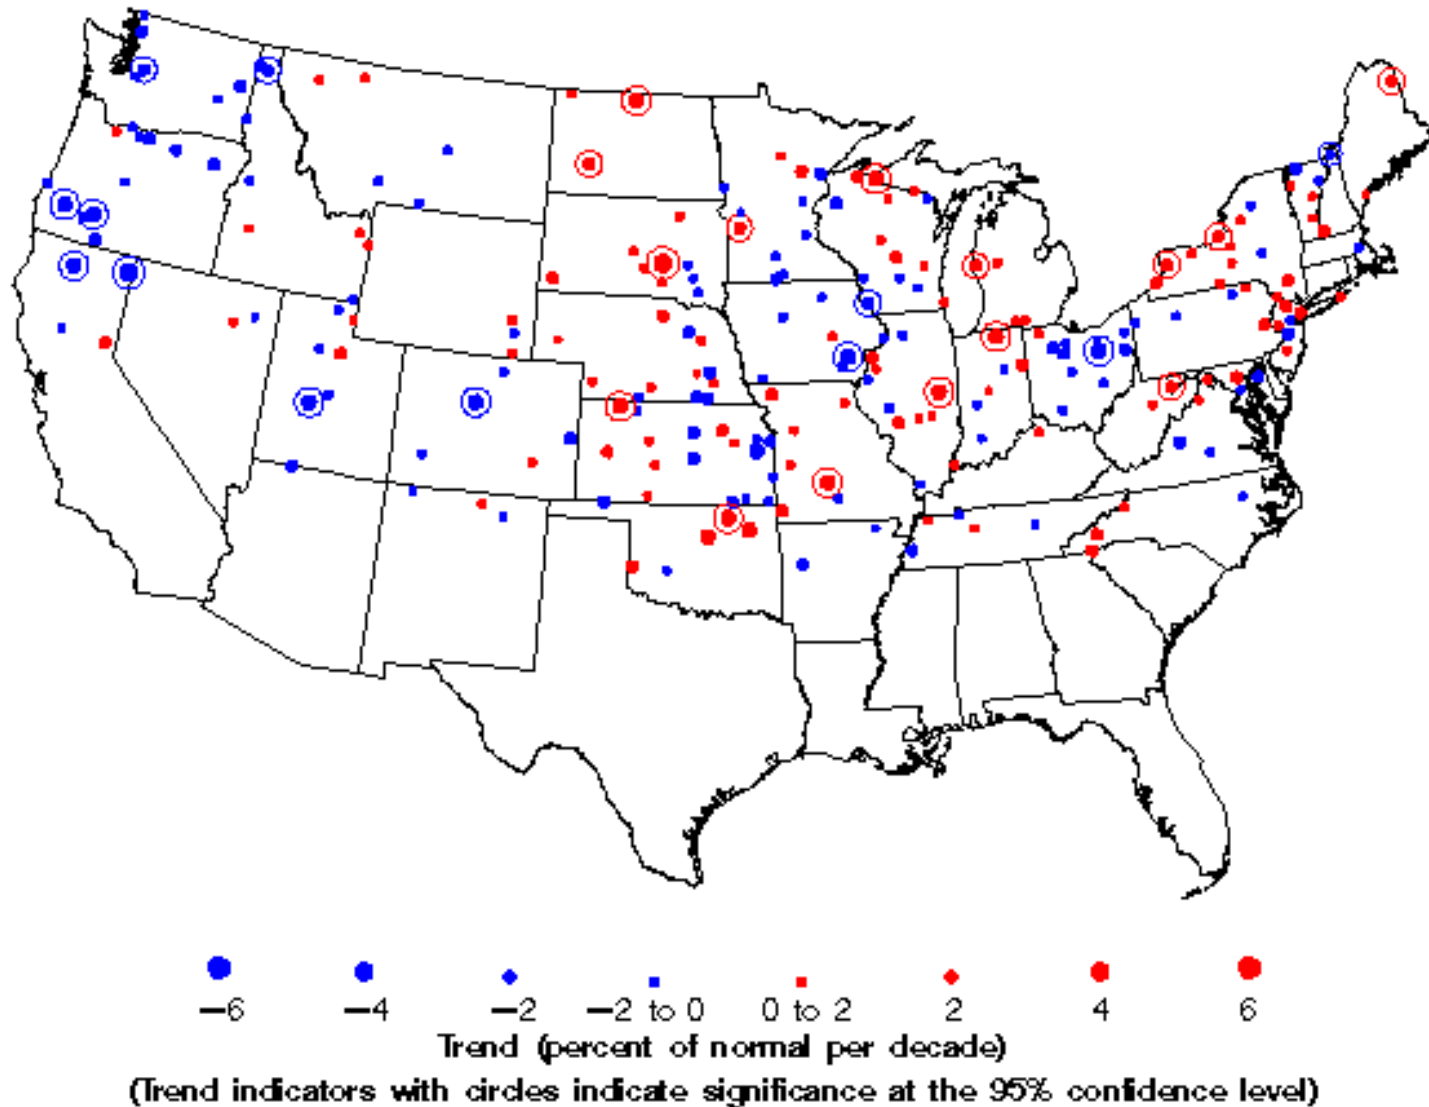 −6 −4 −2 −2 to 0 0 to 2 2 4 6
Trend (percent of normal per decade)
(Trend indicators with circles indicate significance at the 95% confidence level)